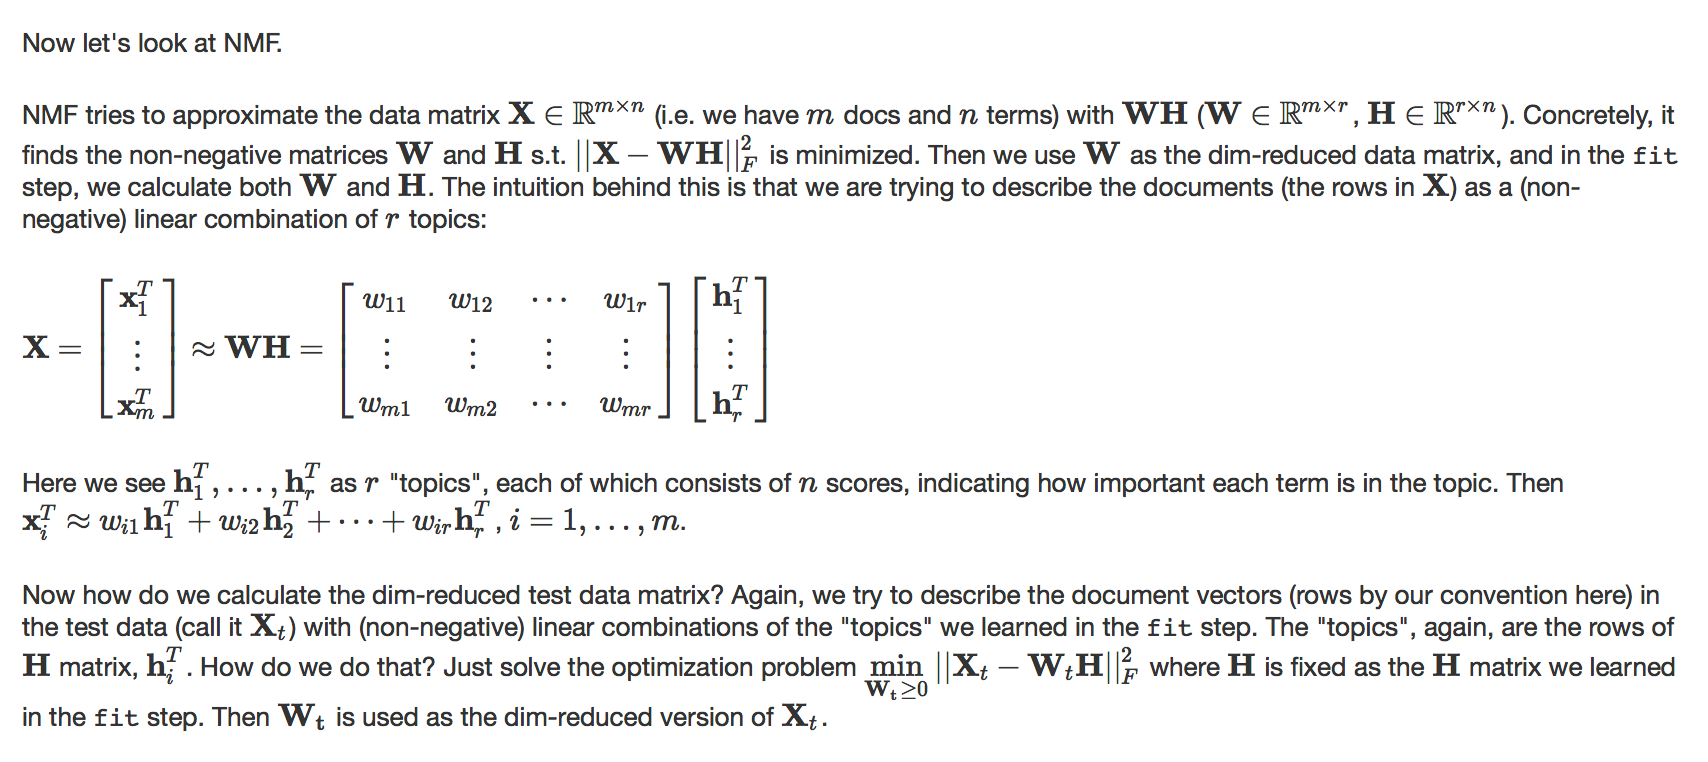 Now let's look at NMF.
NMF tries to approximate the data matrix $\mathbf{X} \in \mathbb{R}^{m \times n}$ (i.e. we have $m$ docs and $n$ terms) with $\mathbf{WH}$ ($\mathbf{W} \in \mathbb{R}^{m \times r}$, $\mathbf{H} \in \mathbb{R}^{r \times n}$). Concretely, it
finds the non-negative matrices $\mathbf{W}$ and $\mathbf{H}$ s.t. $||\mathbf{X} - \mathbf{WH}||_F^2$ is minimized. Then we use $\mathbf{W}$ as the dim-reduced data matrix, and in the fit
step, we calculate both $\mathbf{W}$ and $\mathbf{H}$. The intuition behind this is that we are trying to describe the documents (the rows in $\mathbf{X}$) as a (non-
negative) linear combination of $r$ topics:
$\mathbf{X} = \begin{bmatrix} \mathbf{x}_1^T \\ \vdots \\ \mathbf{x}_m^T \end{bmatrix} \approx \mathbf{WH} = \begin{bmatrix} w_{11} & w_{12} & \cdots & w_{1r} \\ \vdots & \vdots & \vdots & \vdots \\ w_{m1} & w_{m2} & \cdots & w_{mr} \end{bmatrix} \begin{bmatrix} \mathbf{h}_1^T \\ \vdots \\ \mathbf{h}_r^T \end{bmatrix}$
Here we see $\mathbf{h}_1^T, \ldots, \mathbf{h}_r^T$ as $r$ "topics", each of which consists of $n$ scores, indicating how important each term is in the topic. Then
$\mathbf{x}_i^T \approx w_{i1}\mathbf{h}_1^T + w_{i2}\mathbf{h}_2^T + \cdots + w_{ir}\mathbf{h}_r^T, i = 1, \ldots, m.$
Now how do we calculate the dim-reduced test data matrix? Again, we try to describe the document vectors (rows by our convention here) in
the test data (call it $\mathbf{X}_t$) with (non-negative) linear combinations of the "topics" we learned in the fit step. The "topics", again, are the rows of
$\mathbf{H}$ matrix, $\mathbf{h}_i^T$. How do we do that? Just solve the optimization problem $\min_{\mathbf{W}_t \geq 0} ||\mathbf{X}_t - \mathbf{W}_t\mathbf{H}||_F^2$ where $\mathbf{H}$ is fixed as the $\mathbf{H}$ matrix we learned
in the fit step. Then $\mathbf{W}_t$ is used as the dim-reduced version of $\mathbf{X}_t$.